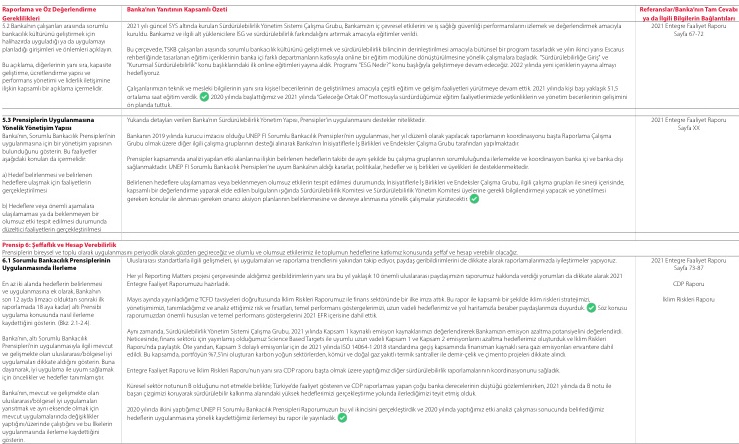 Raporlama ve Öz Değerlendirme
Gereklilikleri
Banka'nın Yanıtının Kapsamlı Özeti
Referanslar/Banka'nın Tam Cevabı
ya da İlgili Bilgilerin Bağlantıları
5.2 Banka'nın çalışanları arasında sorumlu
bankacılık kültürünü geliştirmek için
halihazırda uyguladığı ya da uygulamayı
planladığı girişimleri ve önlemleri açıklayın.
Bu açıklama, diğerlerinin yanı sıra, kapasite
geliştirme, ücretlendirme yapısı ve
performans yönetimi ve liderlik iletişimine
ilişkin kapsamlı bir açıklama içermelidir.
2021 yılı güncel SYS altında kurulan Sürdürülebilirlik Yönetim Sistemi Çalışma Grubu, Bankamızın iç çevresel etkilerini ve iş sağlığı güvenliği performanslarını izlemek ve değerlendirmek amacıyla
kuruldu. Bankamız ve ilgili alt yüklenicilere ISG ve sürdürülebilirlik farkındalığını artırmak amacıyla eğitimler verildi.
Bu çerçevede, TSKB çalışanları arasında sorumlu bankacılık kültürünü geliştirmek ve sürdürülebilirlik bilincinin derinleştirilmesi amacıyla bütünsel bir program tasarladık ve yılın ikinci yarısı Escarus
rehberliğinde tasarlanan eğitim içeriklerinin banka içi farklı departmanların katkısıyla online bir eğitim modülüne dönüştürülmesine yönelik çalışmalara başladık. "Sürdürülebilirliğe Giriş" ve
"Kurumsal Sürdürülebilirlik" konu başlıklarındaki ilk online eğitimleri yayına aldık. Programı "ESG Nedir?" konu başlığıyla geliştirmeye devam edeceğiz. 2022 yılında yeni içeriklerin yayına almayı
hedefliyoruz.
Çalışanlarımızın teknik ve mesleki bilgilerinin yanı sıra kişisel becerilerinin de geliştirilmesi amacıyla çeşitli eğitim ve gelişim faaliyetleri yürütmeye devam ettik. 2021 yılında kişi başı yaklaşık 51,5
ortalama saat eğitim verdik. 2020 yılında başlattığımız ve 2021 yılında "Geleceğe Ortak Ol" mottosuyla sürdürdüğümüz eğitim faaliyetlerimizde yetkinliklerin ve yönetim becerilerinin gelişimini
ön planda tuttuk.
2021 Entegre Faaliyet Raporu
Sayfa 67-72
5.3 Prensiplerin Uygulanmasına
Yönelik Yönetişim Yapısı
Banka'nın, Sorumlu Bankacılık Prensipleri'nin
uygulanmasına için bir yönetişim yapısının
bulunduğunu gösterin. Bu faaliyetler
aşağıdaki konuları da içermelidir:
a) Hedef belirlenmesi ve belirlenen
hedeflere ulaşmak için faaliyetlerin
gerçekleştirilmesi
b) Hedeflere veya önemli aşamalara
ulaşılamaması ya da beklenmeyen bir
olumsuz etki tespit edilmesi durumunda
düzeltici faaliyetlerin gerçekleştirilmesi.
Yukarıda detayları verilen Banka'nın Sürdürülebilirlik Yönetim Yapısı, Prensipler'in uygulanmasını destekler niteliktedir.
Bankanın 2019 yılında kurucu imzacısı olduğu UNEP FI Sorumlu Bankacılık Prensipleri'nin uygulanması, her yıl düzenli olarak yapılacak raporlamanın koordinasyonu başta Raporlama Çalışma
Grubu olmak üzere diğer ilgili çalışma gruplarının desteği alınarak Banka'nın İnisiyatiflerle İş Birlikleri ve Endeksler Çalışma Grubu tarafından yapılmaktadır.
Prensipler kapsamında analizi yapılan etki alanlarına ilişkin belirlenen hedeflerin takibi de aynı şekilde bu çalışma gruplarının sorumluluğunda ilerlemekte ve koordinasyon banka içi ve banka dışı
sağlanmaktadır. UNEP FI Sorumlu Bankacılık Prensipleri'ne uyum Banka'nın aldığı kararlar, politikalar, hedefler ve iş birlikleri ve üyelikleri ile desteklenmektedir.
Belirlenen hedeflere ulaşılamaması veya beklenmeyen olumsuz etkilerin tespit edilmesi durumunda; İnisiyatiflerle İş Birlikleri ve Endeksler Çalışma Grubu, ilgili çalışma grupları ile sinerji içerisinde,
kapsamlı bir değerlendirme yaparak elde edilen bulguların ışığında Sürdürülebilirlik Komitesi ve Sürdürülebilirlik Yönetim Komitesi üyelerine gerekli bilgilendirmeyi yapacak ve yönetilmesi
gereken konular ile alınması gereken onarıcı aksiyon planlarının belirlenmesine ve devreye alınmasına yönelik çalışmalar yürütecektir.
2021 Entegre Faaliyet Raporu
Sayfa XX
Prensip 6: Şeffaflık ve Hesap Verebilirlik
Prensiplerin bireysel ve toplu olarak uygulanmasını periyodik olarak gözden geçireceğiz ve olumlu ve olumsuz etkilerimiz ile toplumun hedeflerine katkımız konusunda şeffaf ve hesap verebilir olacağız.
6.1 Sorumlu Bankacılık Prensiplerinin
Uygulanmasında İlerleme
En az iki alanda hedeflerin belirlenmesi
ve uygulanmasına ek olarak, Bankanın
son 12 ayda (imzacı olduktan sonraki ilk
raporlamada 18 aya kadar) altı Prensibi
uygulama konusunda nasıl ilerleme
kaydettiğini gösterin. (Bkz: 2.1-2.4)
Banka'nın, altı Sorumlu Bankacılık
Prensipleri'nin uygulanmasıyla ilgili mevcut
ve gelişmekte olan uluslararası/bölgesel iyi
uygulamaları dikkate aldığını gösterin. Buna
dayanarak, iyi uygulama ile uyum sağlamak
için öncelikler ve hedefler tanımlamıştır.
Banka'nın, mevcut ve gelişmekte olan
uluslararası/bölgesel iyi uygulamaları
yansıtmak ve aynı eksende olmak için
mevcut uygulamalarında değişiklikler
yaptığını/üzerinde çalıştığını ve bu İlkelerin
uygulanmasında ilerleme kaydettiğini
gösterin.
Uluslararası standartlarla ilgili gelişmeleri, iyi uygulamaları ve raporlama trendlerini yakından takip ediyor, paydaş geribildirimlerini de dikkate alarak raporlamalarımızda iyileştirmeler yapıyoruz.
Her yıl Reporting Matters projesi çerçevesinde aldığımız geribildirimlerin yanı sıra bu yıl yaklaşık 10 önemli uluslararası paydaşımızın raporumuz hakkında verdiği yorumları da dikkate alarak 2021
Entegre Faaliyet Raporumuzu hazırladık.
Mayıs ayında yayınladığımız TCFD tavsiyeleri doğrultusunda İklim Riskleri Raporumuz ile finans sektöründe bir ilke imza attık. Bu rapor ile kapsamlı bir şekilde iklim riskleri stratejimizi,
yönetişimimizi, tanımladığımız ve analiz ettiğimiz risk ve fırsatları, temel performans göstergelerimizi, uzun vadeli hedeflerimiz ve yol haritamızla beraber paydaşlarımıza duyurduk. Söz konusu
raporumuzdan önemli hususları ve temel performans göstergelerini 2021 EFR içerisine dahil ettik.
Aynı zamanda, Sürdürülebilirlik Yönetim Sistemi Çalışma Grubu, 2021 yılında Kapsam 1 kaynaklı emisyon kaynaklarımızı değerlendirerek Bankamızın emisyon azaltma potansiyelini değerlendirdi.
Neticesinde, finans sektörü için yayınlamış olduğumuz Science Based Targets ile uyumlu uzun vadeli Kapsam 1 ve Kapsam 2 emisyonların azaltma hedeflerimizi oluşturduk ve İklim Riskleri
Raporu'nda paylaştık. Öte yandan, Kapsam 3 dolaylı emisyonlar için de 2021 yılında ISO 14064-1:2018 standardına geçiş kapsamında finansman kaynaklı sera gazı emisyonları envantere dahil
edildi. Bu kapsamda, portföyün %7,5'ini oluşturan karbon yoğun sektörlerden, kömür ve doğal gaz yakıtlı termik santraller ile demir-çelik ve çimento projeleri dikkate alındı.
Entegre Faaliyet Raporu ve İklim Riskleri Raporu'nun yanı sıra CDP raporu başta olmak üzere yaptığımız diğer sürdürülebilirlik raporlamalarının koordinasyonunu sağladık.
Küresel sektör notunun B olduğunu not etmekle birlikte; Türkiye'de faaliyet gösteren ve CDP raporlaması yapan çoğu banka derecelerinin düştüğü gözlemlenirken, 2021 yılında da B notu ile
başarı çizgimizi koruyarak sürdürülebilir kalkınma alanındaki yüksek hedeflerimizi gerçekleştirme yolunda ilerlediğimizi teyit etmiş olduk.
2020 yılında ilkini yaptığımız UNEP FI Sorumlu Bankacılık Prensipleri Raporumuzun bu yıl ikincisini gerçekleştirdik ve 2020 yılında yaptığımız etki analizi çalışması sonucunda belirlediğimiz
hedeflerin uygulanmasına yönelik kaydettiğimiz ilerlemeyi bu rapor ile yayınladık.
2021 Entegre Faaliyet Raporu
Sayfa 73-87
CDP Raporu
İklim Riskleri Raporu